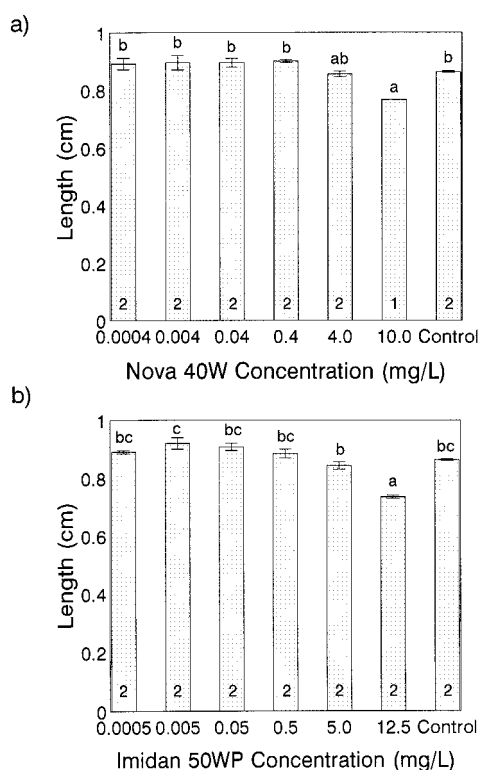 a)
1
b b b b ab a b
0.8
0.6
0.4
0.2
0
Length (cm)
2 2 2 2 2 1 2
0.0004 0.004 0.04 0.4 4.0 10.0 Control
Nova 40W Concentration (mg/L)
b)
1
bc c bc bc b a bc
0.8
0.6
0.4
0.2
0
Length (cm)
2 2 2 2 2 2 2
0.0005 0.005 0.05 0.5 5.0 12.5 Control
Imidan 50WP Concentration (mg/L)